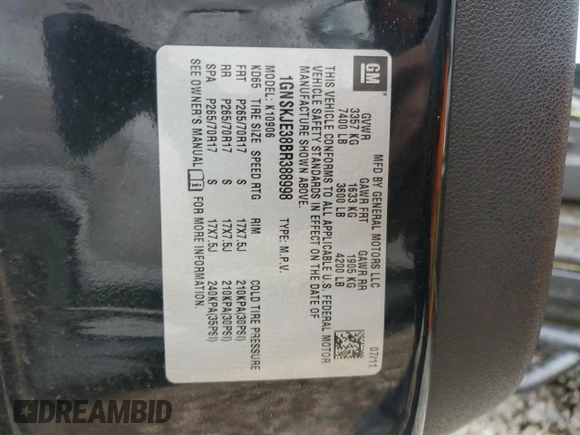 GM
MFD BY GENERAL MOTORS LLC
07/11
GVWR GAWR FRT GAWR RR
3357 KG 1633 KG 1905 KG
7400 LB 3600 LB 4200 LB
THIS VEHICLE CONFORMS TO ALL APPLICABLE U.S. FEDERAL MOTOR
VEHICLE SAFETY STANDARDS IN EFFECT ON THE DATE OF
MANUFACTURE SHOWN ABOVE.
1GNSKJE38BR388998 TYPE: M.P.V.
MODEL: K10906
KD65 TIRE SIZE SPEED RTG RIM COLD TIRE PRESSURE
FRT P265/70R17 S 17X7.5J 210KPA(30PSI)
RR P265/70R17 S 17X7.5J 210KPA(30PSI)
SPA P265/70R17 S 17X7.5J 240KPA(35PSI)
SEE OWNER'S MANUAL i FOR MORE INFORMATION.
DREAMBID